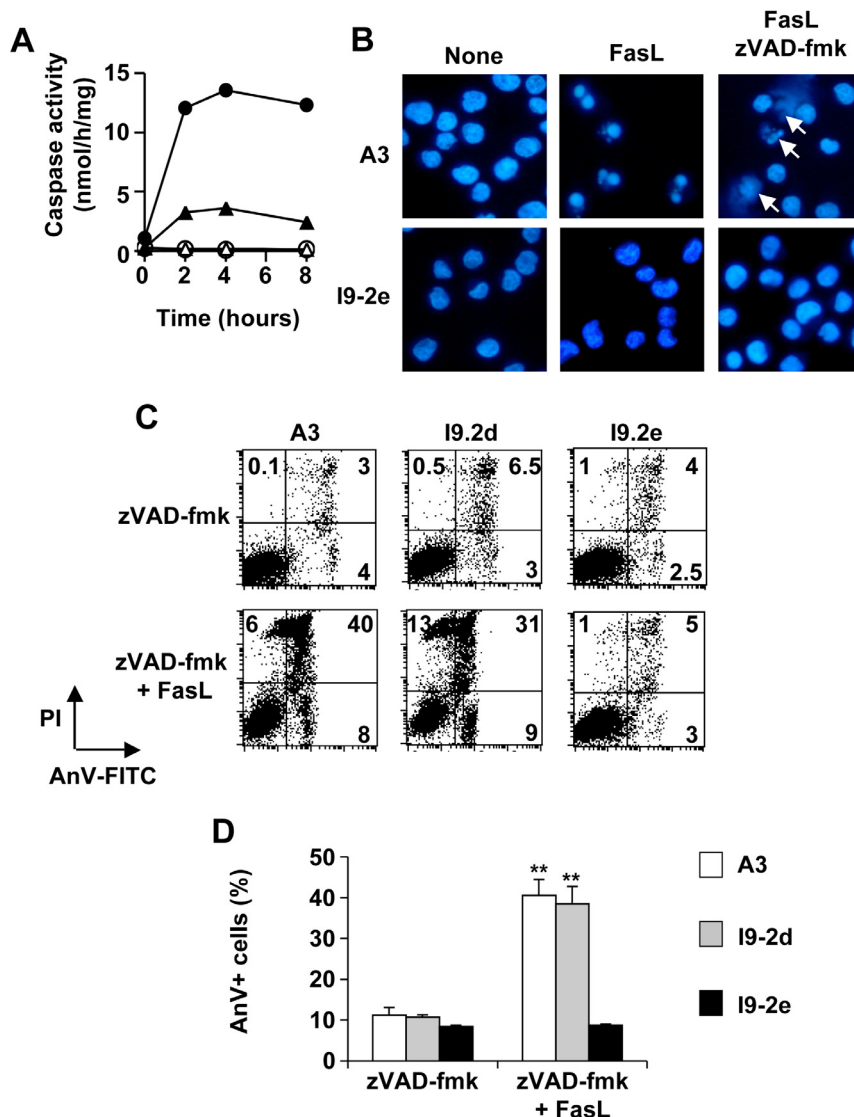 A
Caspase activity
(nmol/h/mg)
15
10
5
0
0 2 4 6 8
Time (hours)
B
None
FasL
FasL
zVAD-fmk
A3
I9-2e
C
A3
I9.2d
I9.2e
zVAD-fmk
0.1 3
4
0.5 6.5
3
1 4
2.5
zVAD-fmk
+ FasL
6 40
8
13 31
9
1 5
3
PI
AnV-FITC
D
AnV+ cells (%)
50
40
30
20
10
0
** **
zVAD-fmk
zVAD-fmk
+ FasL
A3
I9-2d
I9-2e